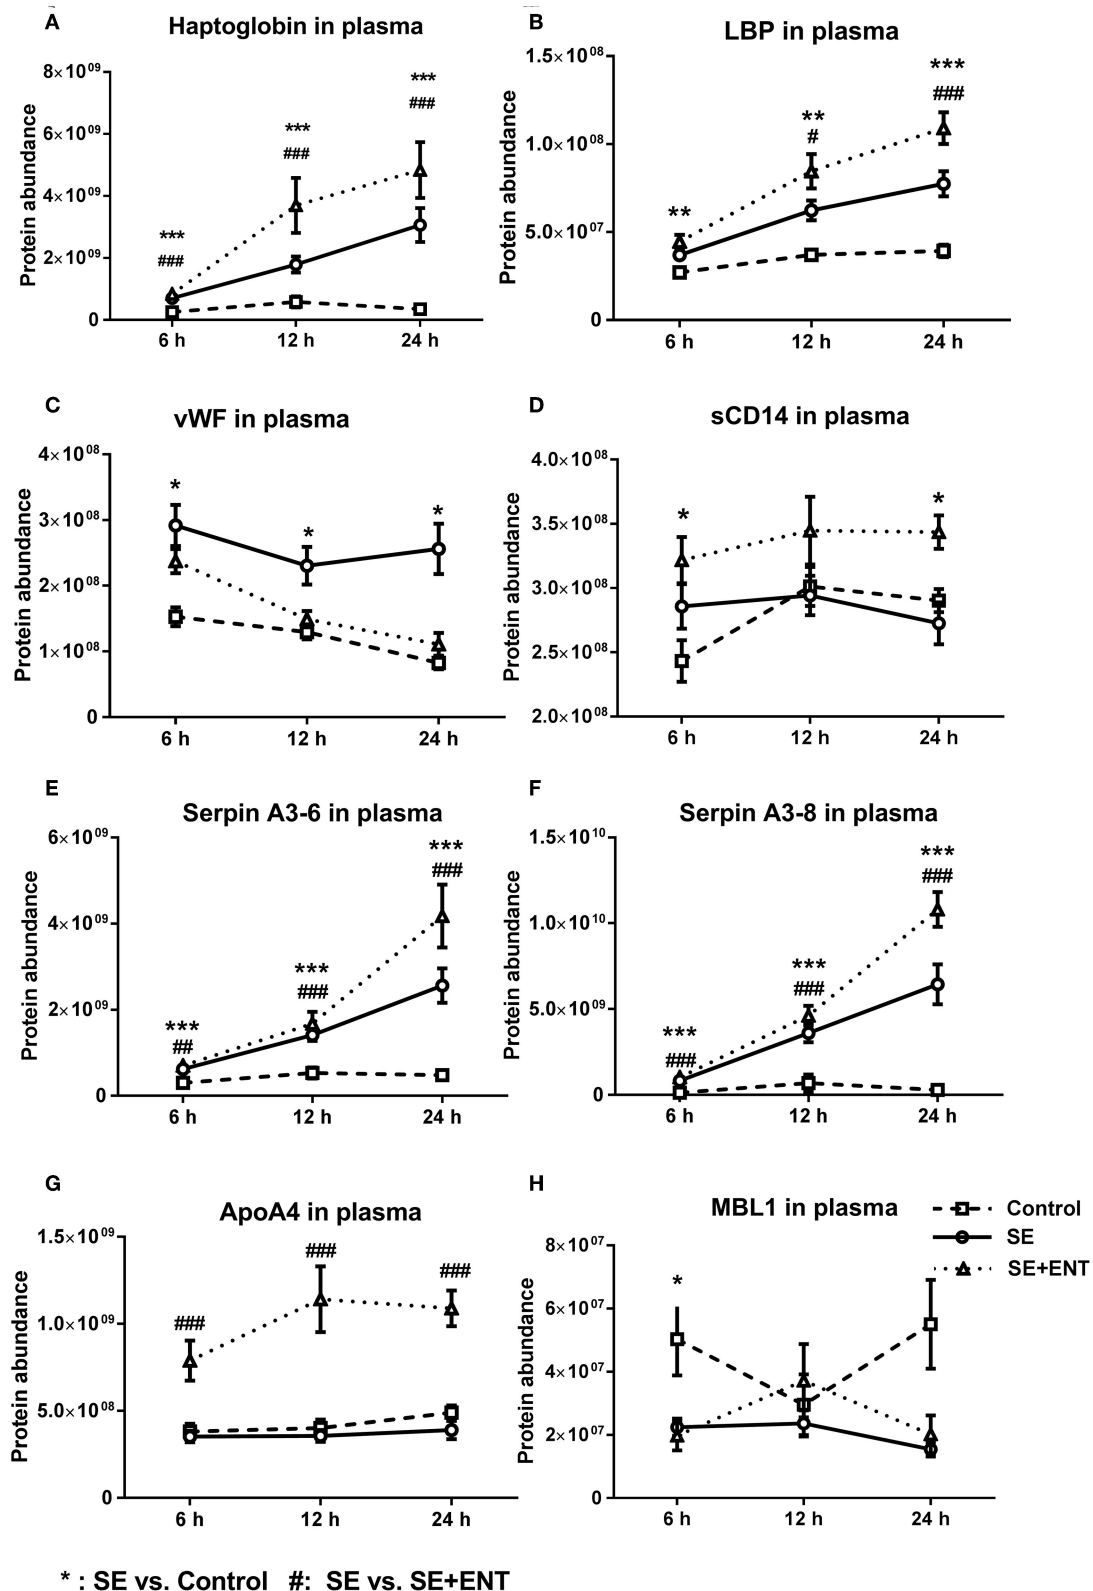 A
Haptoglobin in plasma
Protein abundance
8×10⁰⁹
6×10⁰⁹
4×10⁰⁹
2×10⁰⁹
0
***
###
***
###
***
###
6 h 12 h 24 h
B
LBP in plasma
Protein abundance
1.5×10⁰⁸
1.0×10⁰⁸
5.0×10⁰⁷
0
**
**
#
***
###
6 h 12 h 24 h
C
vWF in plasma
Protein abundance
4×10⁰⁸
3×10⁰⁸
2×10⁰⁸
1×10⁰⁸
0
*
*
*
6 h 12 h 24 h
D
sCD14 in plasma
Protein abundance
4.0×10⁰⁸
3.5×10⁰⁸
3.0×10⁰⁸
2.5×10⁰⁸
2.0×10⁰⁸
*
*
6 h 12 h 24 h
E
Serpin A3-6 in plasma
Protein abundance
6×10⁰⁹
4×10⁰⁹
2×10⁰⁹
0
***
##
***
###
***
###
6 h 12 h 24 h
F
Serpin A3-8 in plasma
Protein abundance
1.5×10¹⁰
1.0×10¹⁰
5.0×10⁰⁹
0
***
###
***
###
***
###
6 h 12 h 24 h
G
ApoA4 in plasma
Protein abundance
1.5×10⁰⁹
1.0×10⁰⁹
5.0×10⁰⁸
0
###
###
###
6 h 12 h 24 h
H
MBL1 in plasma
Protein abundance
8×10⁰⁷
6×10⁰⁷
4×10⁰⁷
2×10⁰⁷
0
*
6 h 12 h 24 h
Control
SE
SE+ENT
* : SE vs. Control #: SE vs. SE+ENT